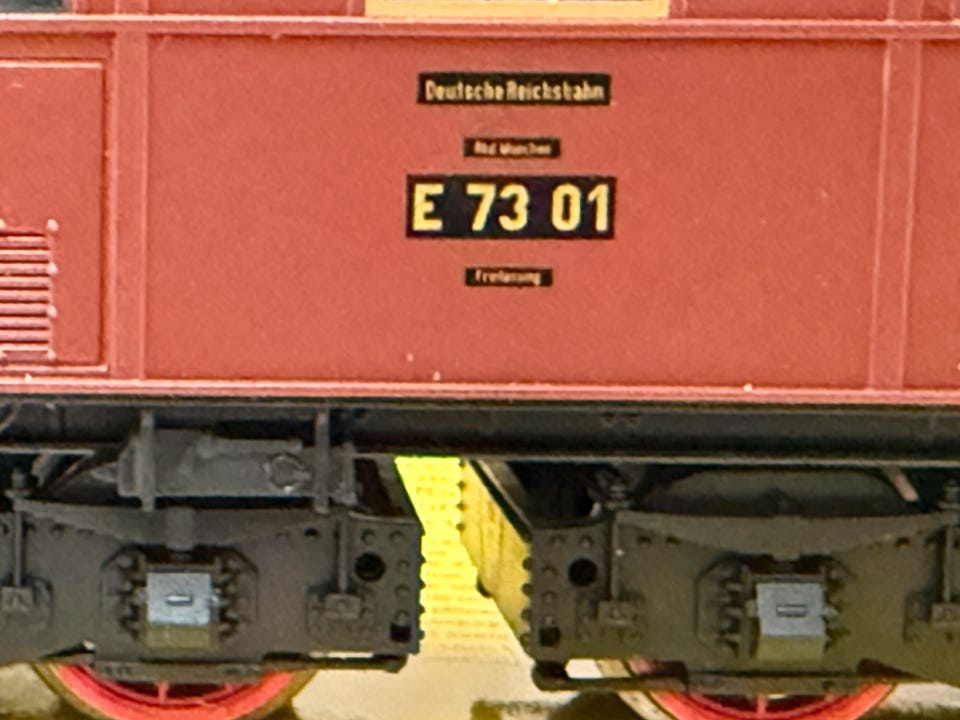 Deutsche Reichsbahn
Rbd München
E 73 01
Freilassing